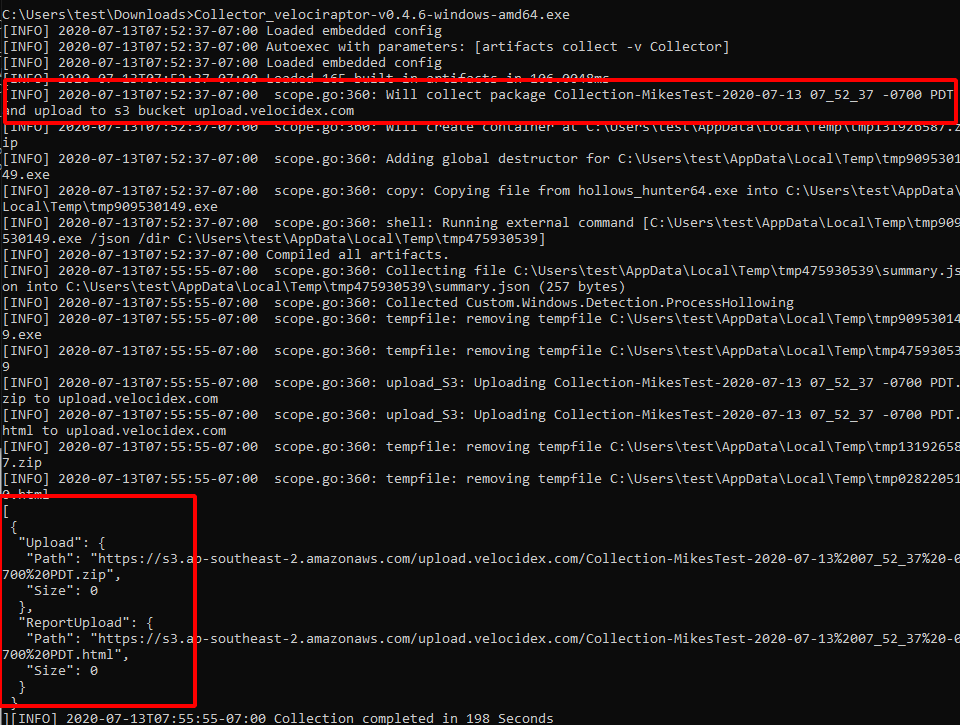 C:\Users\test\Downloads>Collector_velociraptor-v0.4.6-windows-amd64.exe
[INFO] 2020-07-13T07:52:37-07:00 Loaded embedded config
[INFO] 2020-07-13T07:52:37-07:00 Autoexec with parameters: [artifacts collect -v Collector]
[INFO] 2020-07-13T07:52:37-07:00 Loaded embedded config
[INFO] 2020-07-13T07:52:37-07:00 Loaded 165 built in artifacts in 106.0048ms
[INFO] 2020-07-13T07:52:37-07:00  scope.go:360: Will collect package Collection-MikesTest-2020-07-13 07_52_37 -0700 PDT
and upload to s3 bucket upload.velocidex.com
[INFO] 2020-07-13T07:52:37-07:00  scope.go:360: Will create container at C:\Users\test\AppData\Local\Temp\tmp131926587.z
ip
[INFO] 2020-07-13T07:52:37-07:00  scope.go:360: Adding global destructor for C:\Users\test\AppData\Local\Temp\tmp9095301
49.exe
[INFO] 2020-07-13T07:52:37-07:00  scope.go:360: copy: Copying file from hollows_hunter64.exe into C:\Users\test\AppData\
Local\Temp\tmp909530149.exe
[INFO] 2020-07-13T07:52:37-07:00  scope.go:360: shell: Running external command [C:\Users\test\AppData\Local\Temp\tmp909
530149.exe /json /dir C:\Users\test\AppData\Local\Temp\tmp475930539]
[INFO] 2020-07-13T07:52:37-07:00 Compiled all artifacts.
[INFO] 2020-07-13T07:55:55-07:00  scope.go:360: Collecting file C:\Users\test\AppData\Local\Temp\tmp475930539\summary.js
on into C:\Users\test\AppData\Local\Temp\tmp475930539\summary.json (257 bytes)
[INFO] 2020-07-13T07:55:55-07:00  scope.go:360: Collected Custom.Windows.Detection.ProcessHollowing
[INFO] 2020-07-13T07:55:55-07:00  scope.go:360: tempfile: removing tempfile C:\Users\test\AppData\Local\Temp\tmp90953014
9.exe
[INFO] 2020-07-13T07:55:55-07:00  scope.go:360: tempfile: removing tempfile C:\Users\test\AppData\Local\Temp\tmp47593053
9
[INFO] 2020-07-13T07:55:55-07:00  scope.go:360: upload_S3: Uploading Collection-MikesTest-2020-07-13 07_52_37 -0700 PDT.
zip to upload.velocidex.com
[INFO] 2020-07-13T07:55:55-07:00  scope.go:360: upload_S3: Uploading Collection-MikesTest-2020-07-13 07_52_37 -0700 PDT.
html to upload.velocidex.com
[INFO] 2020-07-13T07:55:55-07:00  scope.go:360: tempfile: removing tempfile C:\Users\test\AppData\Local\Temp\tmp13192658
7.zip
[INFO] 2020-07-13T07:55:55-07:00  scope.go:360: tempfile: removing tempfile C:\Users\test\AppData\Local\Temp\tmp02822051
[
 {
  "Upload": {
   "Path": "https://s3.ap-southeast-2.amazonaws.com/upload.velocidex.com/Collection-MikesTest-2020-07-13%2007_52_37%20-0
700%20PDT.zip",
   "Size": 0
  },
  "ReportUpload": {
   "Path": "https://s3.ap-southeast-2.amazonaws.com/upload.velocidex.com/Collection-MikesTest-2020-07-13%2007_52_37%20-0
700%20PDT.html",
   "Size": 0
  }
 }
][INFO] 2020-07-13T07:55:55-07:00 Collection completed in 198 Seconds